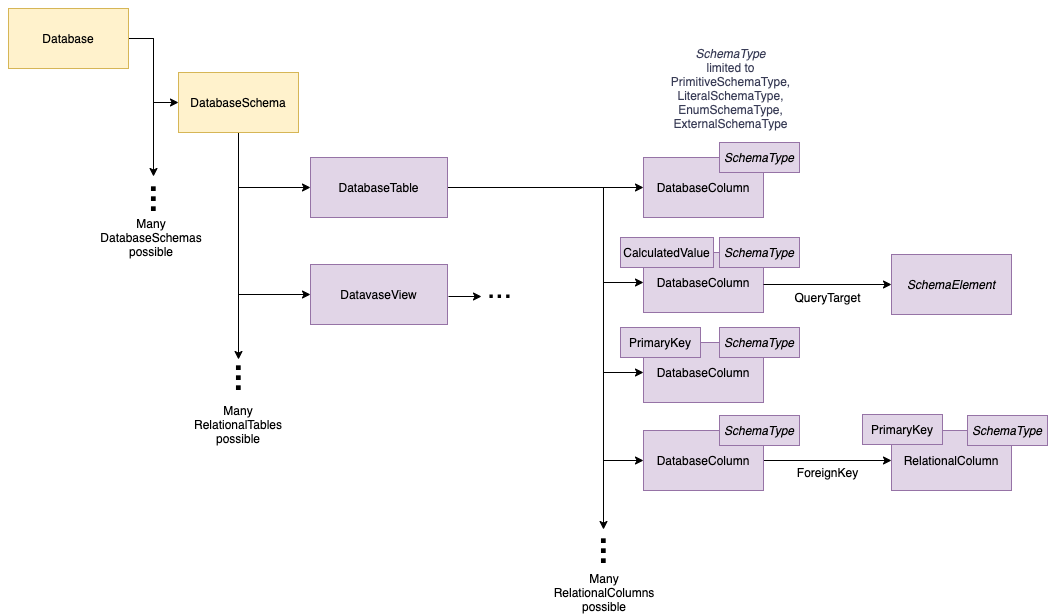 Database
DatabaseSchema
Many
DatabaseSchemas
possible
SchemaType
limited to
PrimitiveSchemaType,
LiteralSchemaType,
EnumSchemaType,
ExternalSchemaType
DatabaseTable
SchemaType
DatabaseColumn
DatavaseView
CalculatedValue
SchemaType
DatabaseColumn
QueryTarget
SchemaElement
PrimaryKey
SchemaType
DatabaseColumn
Many
RelationalTables
possible
SchemaType
DatabaseColumn
ForeignKey
PrimaryKey
SchemaType
RelationalColumn
Many
RelationalColumns
possible